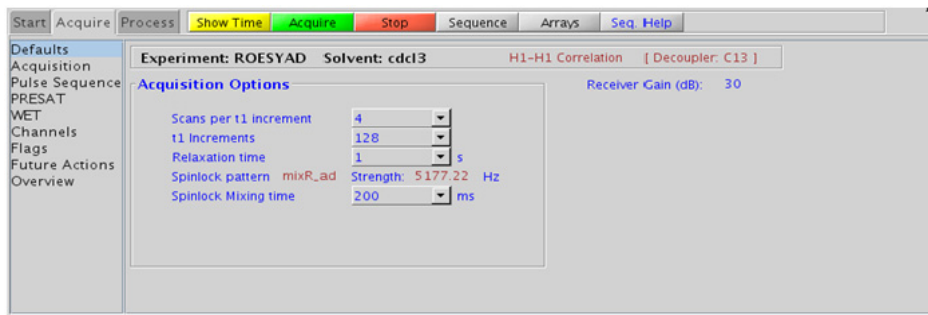 Start Acquire Process Show Time Acquire Stop Sequence Arrays Seq. Help
Defaults
Acquisition
Pulse Sequence
PRESAT
WET
Channels
Flags
Future Actions
Overview
Experiment: ROESYAD Solvent: cdcl3 H1-H1 Correlation [ Decoupler: C13 ]
Acquisition Options Receiver Gain (dB): 30
Scans per t1 increment 4
t1 Increments 128
Relaxation time 1 s
Spinlock pattern mixR_ad Strength: 5177.22 Hz
Spinlock Mixing time 200 ms